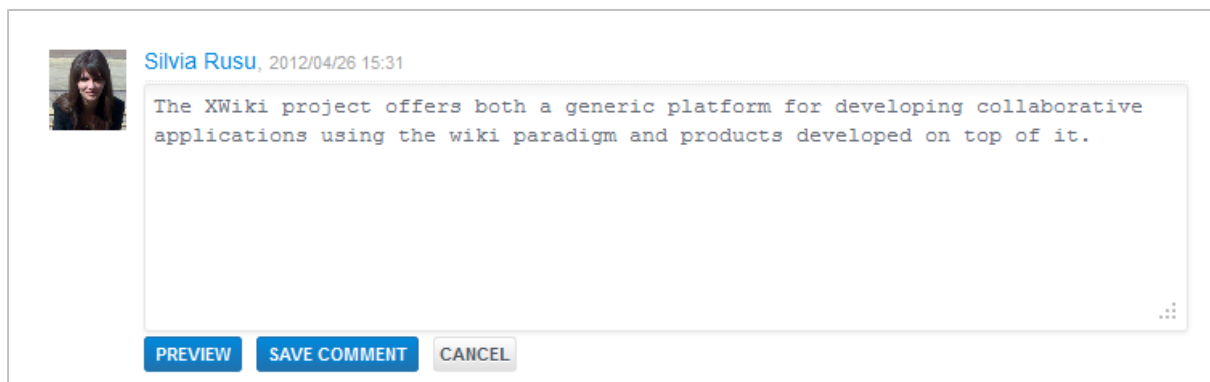 Silvia Rusu, 2012/04/26 15:31
The XWiki project offers both a generic platform for developing collaborative
applications using the wiki paradigm and products developed on top of it.
PREVIEW SAVE COMMENT CANCEL